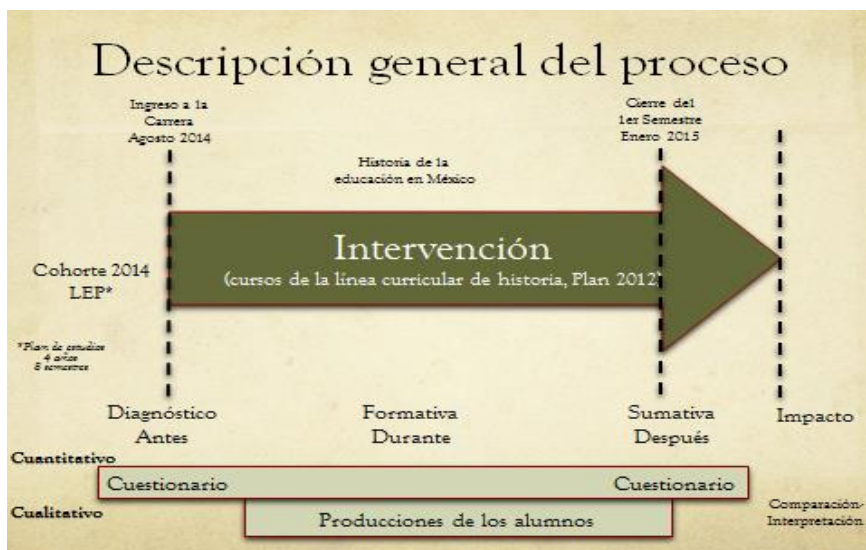 Descripción general del proceso
Ingreso a la
Carrera
Agosto 2014
Cierre del
1er Semestre
Enero 2015
Historia de la
educación en México
Intervención
(cursos de la línea curricular de historia, Plan 2012)
Cohorte 2014
LEP*
*Plan de estudios
4 años
8 semestres
Diagnóstico
Antes
Formativa
Durante
Sumativa
Después
Impacto
Cuantitativo
Cuestionario
Cuestionario
Cualitativo
Producciones de los alumnos
Comparación-
Interpretación